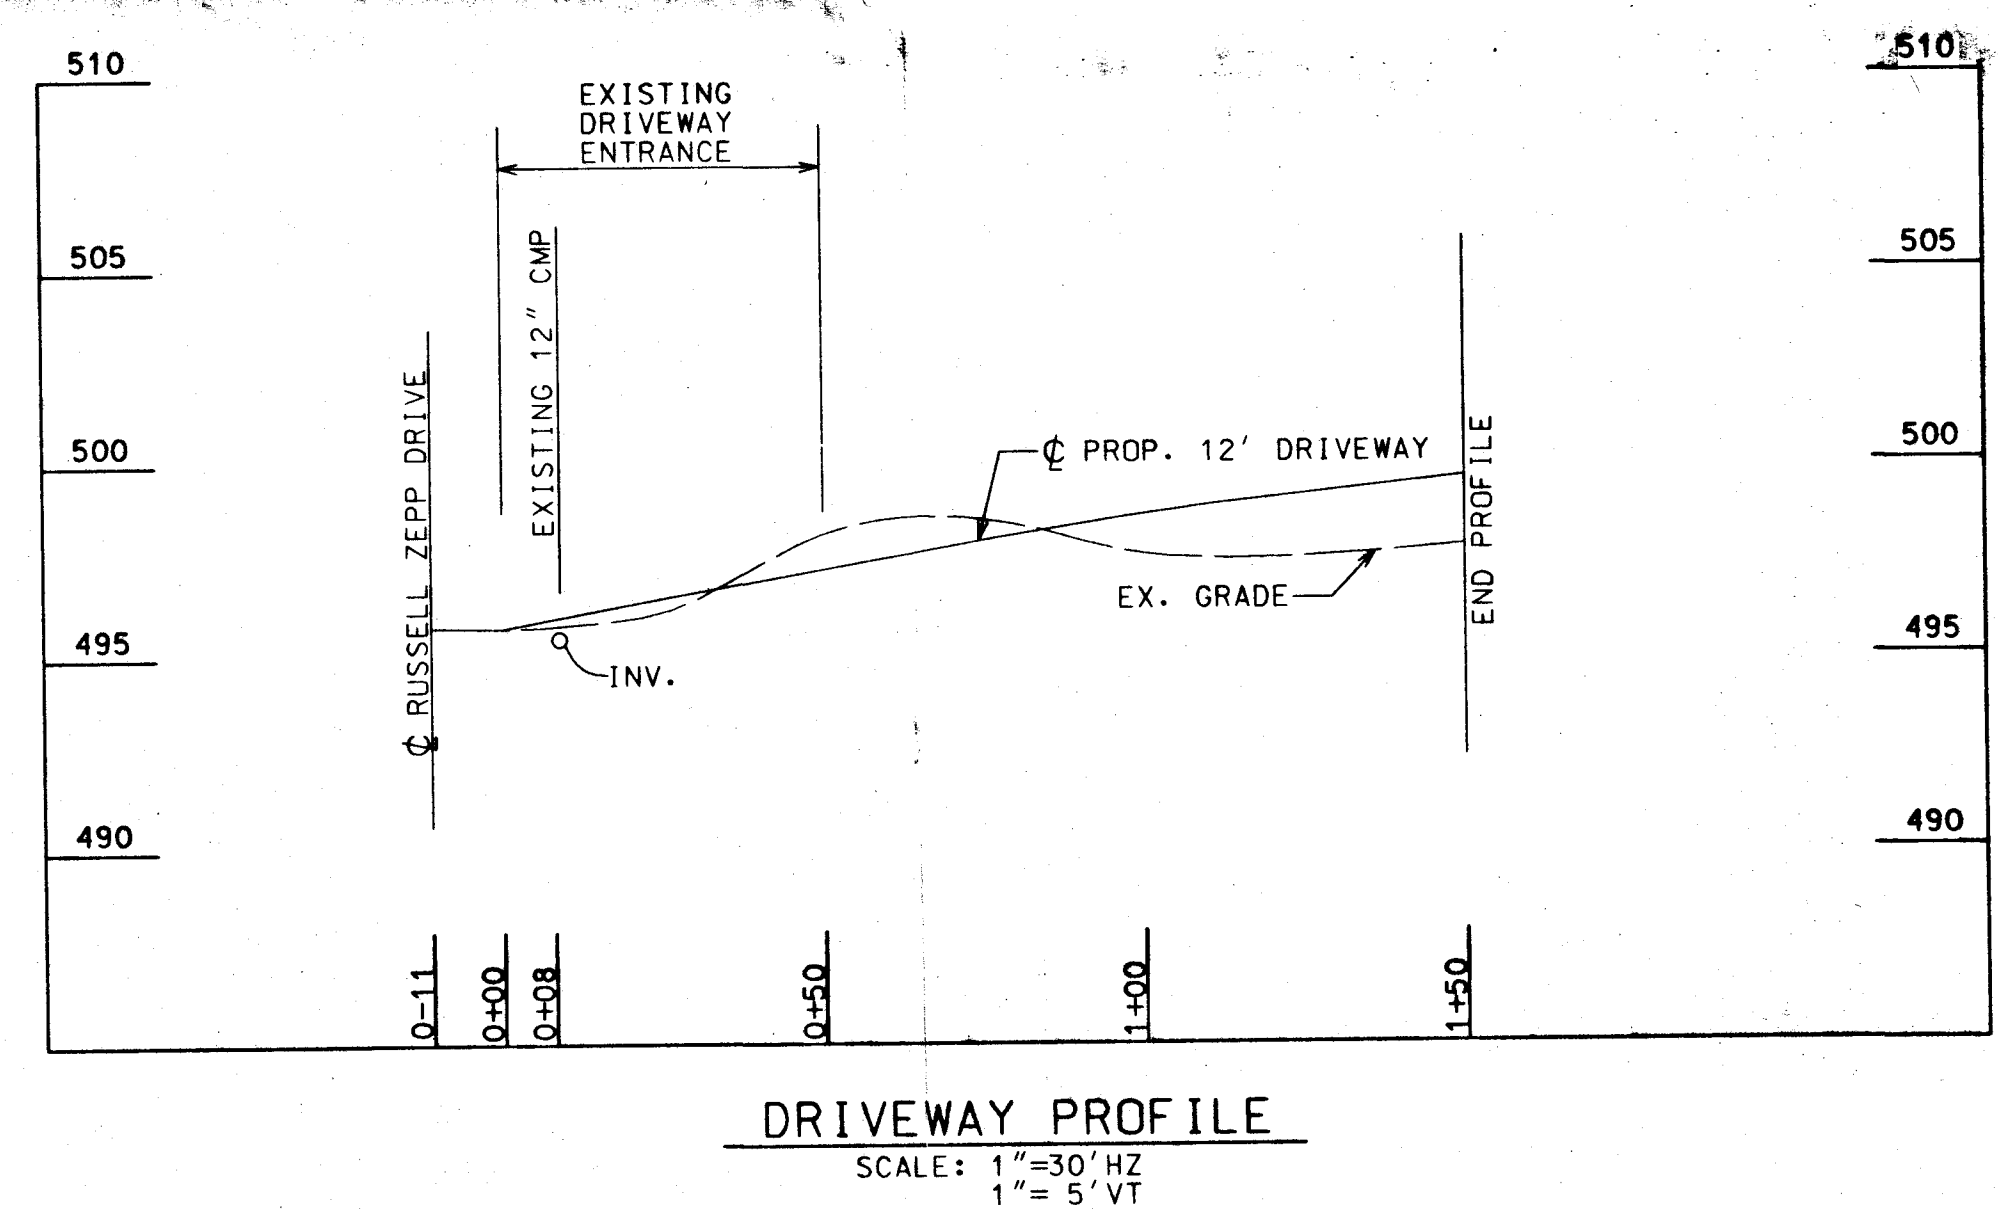 510
510
EXISTING
DRIVEWAY
ENTRANCE
505
505
EXISTING 12" CMP
℄ RUSSELL ZEPP DRIVE
500
500
℄ PROP. 12' DRIVEWAY
END PROFILE
EX. GRADE
495
495
INV.
490
490
0-11
0+00
0+08
0+50
1+00
1+50
DRIVEWAY PROFILE
SCALE: 1"=30' HZ
1"= 5' VT